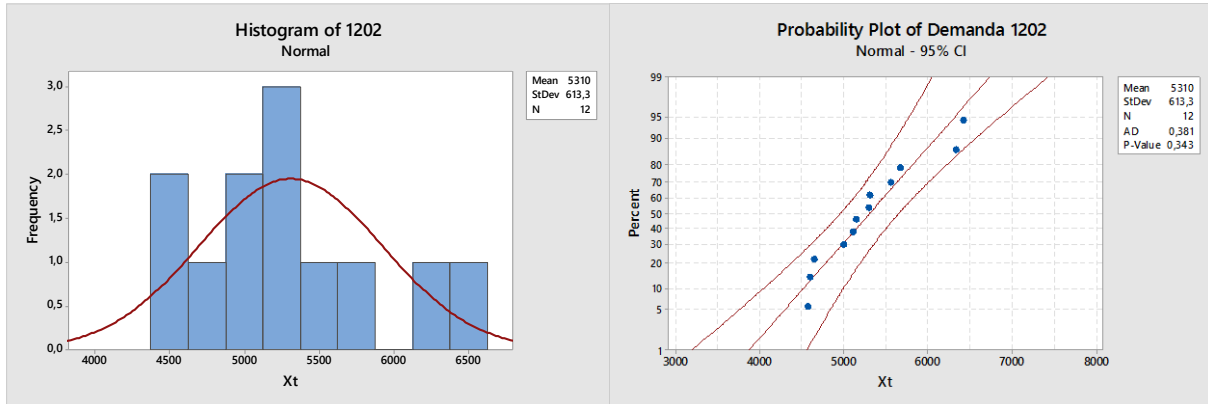 Histogram of 1202
Normal
Frequency
3,0
2,5
2,0
1,5
1,0
0,5
0,0
4000 4500 5000 5500 6000 6500
Xt
Mean 5310
StDev 613,3
N 12
Probability Plot of Demanda 1202
Normal - 95% CI
Percent
99
95
90
80
70
60
50
40
30
20
10
5
1
3000 4000 5000 6000 7000 8000
Xt
Mean 5310
StDev 613,3
N 12
AD 0,381
P-Value 0,343